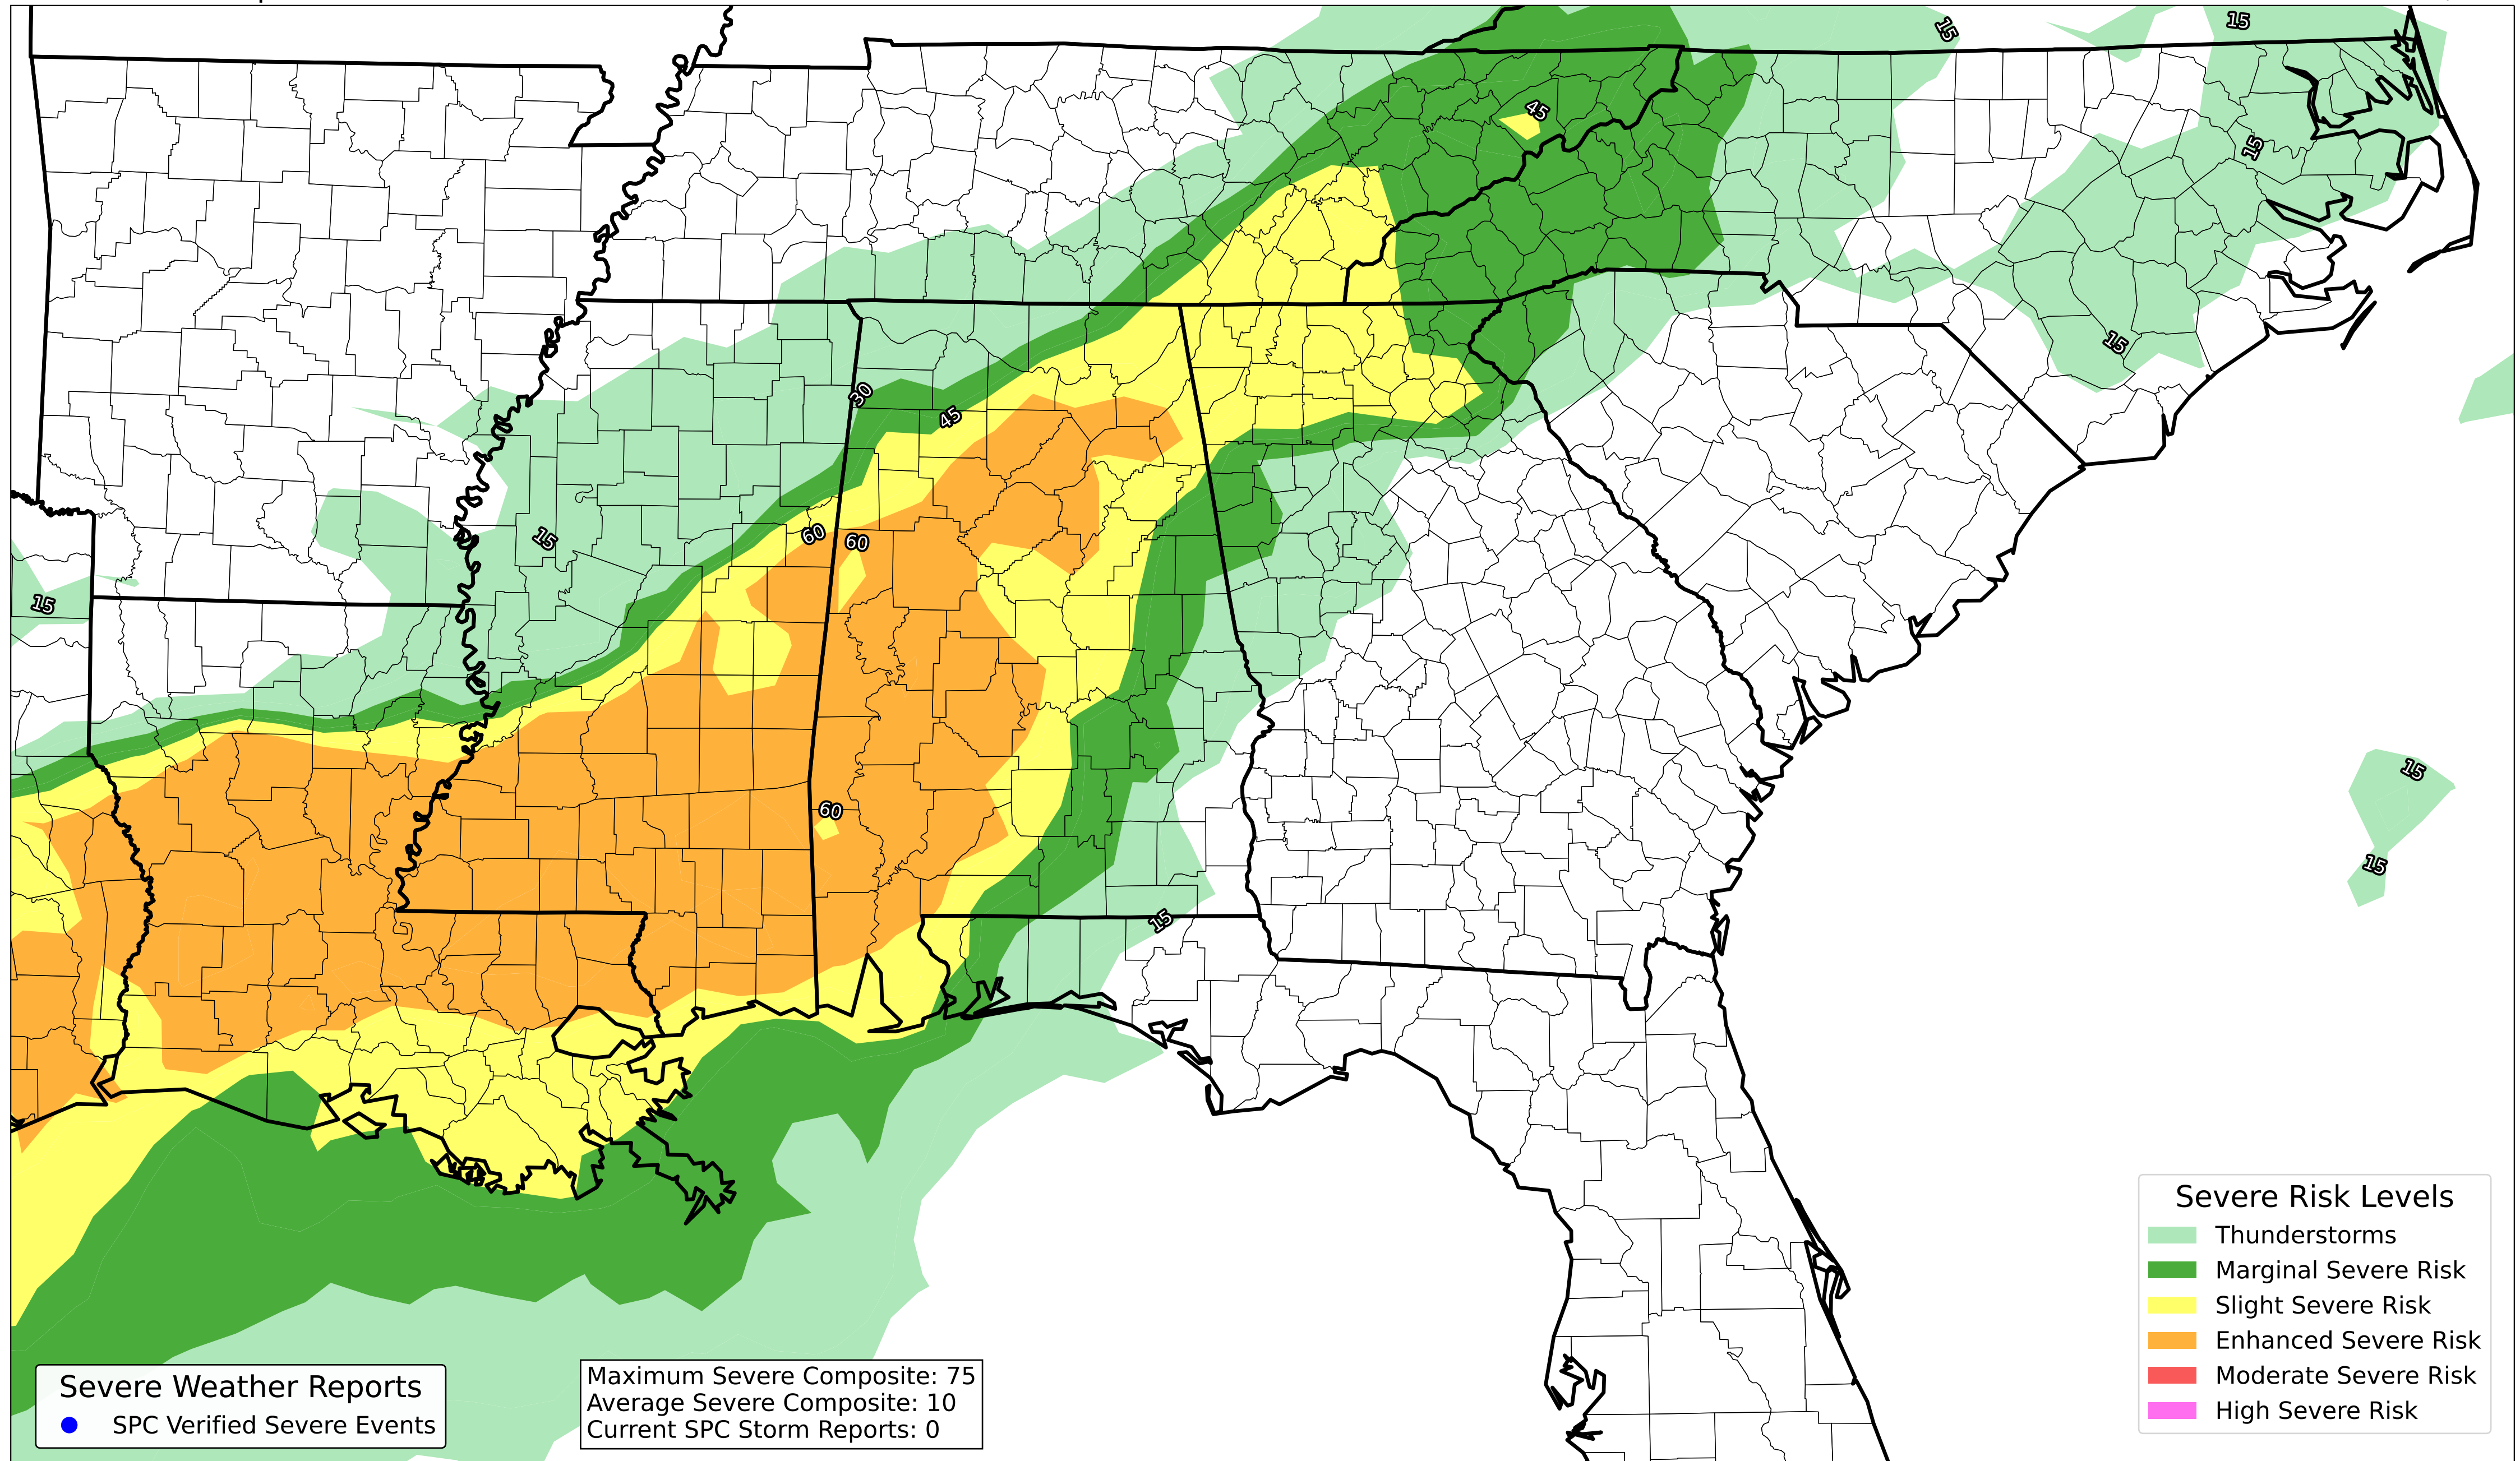 15
15
45
15
15
30
45
15
60
60
15
15
60
15
15
Severe Risk Levels
Thunderstorms
Marginal Severe Risk
Slight Severe Risk
Enhanced Severe Risk
Moderate Severe Risk
High Severe Risk
Severe Weather Reports
SPC Verified Severe Events
Maximum Severe Composite: 75
Average Severe Composite: 10
Current SPC Storm Reports: 0